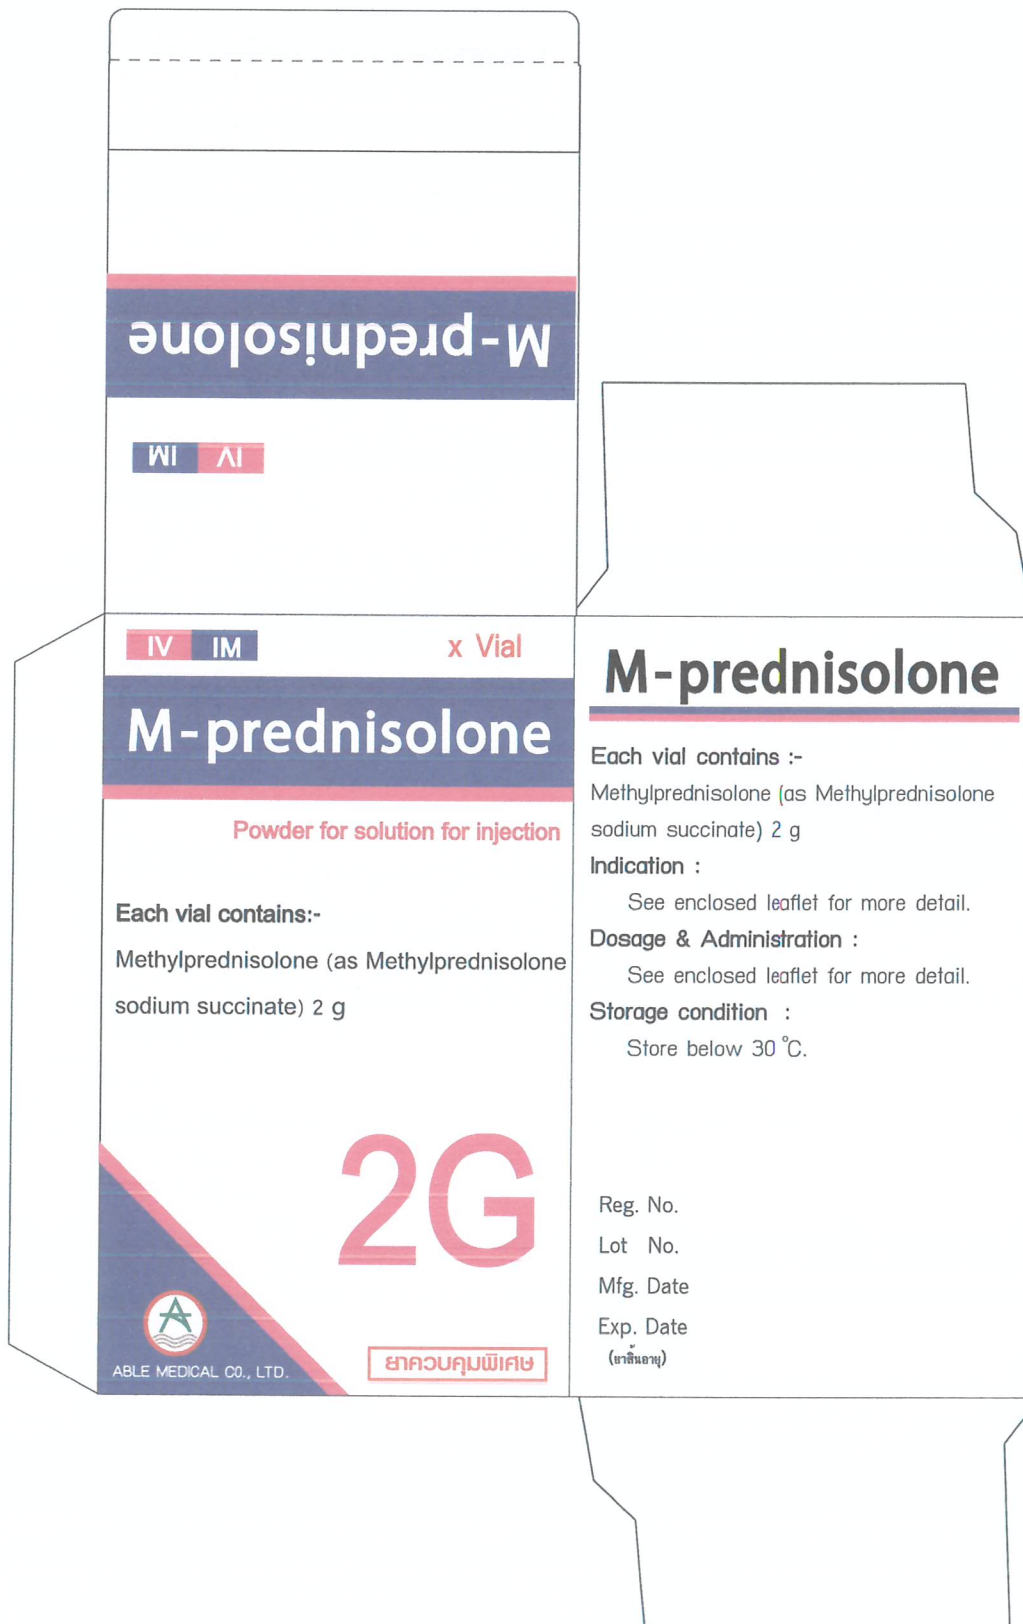 M-prednisolone
IV IM
IV IM
x Vial
M-prednisolone
Powder for solution for injection
Each vial contains:-
Methylprednisolone (as Methylprednisolone
sodium succinate) 2 g
2G
ABLE MEDICAL CO., LTD.
ยาควบคุมพิเศษ
M-prednisolone
Each vial contains :-
Methylprednisolone (as Methylprednisolone
sodium succinate) 2 g
Indication :
See enclosed leaflet for more detail.
Dosage & Administration :
See enclosed leaflet for more detail.
Storage condition :
Store below 30 °C.
Reg. No.
Lot No.
Mfg. Date
Exp. Date
(ยาสิ้นอายุ)